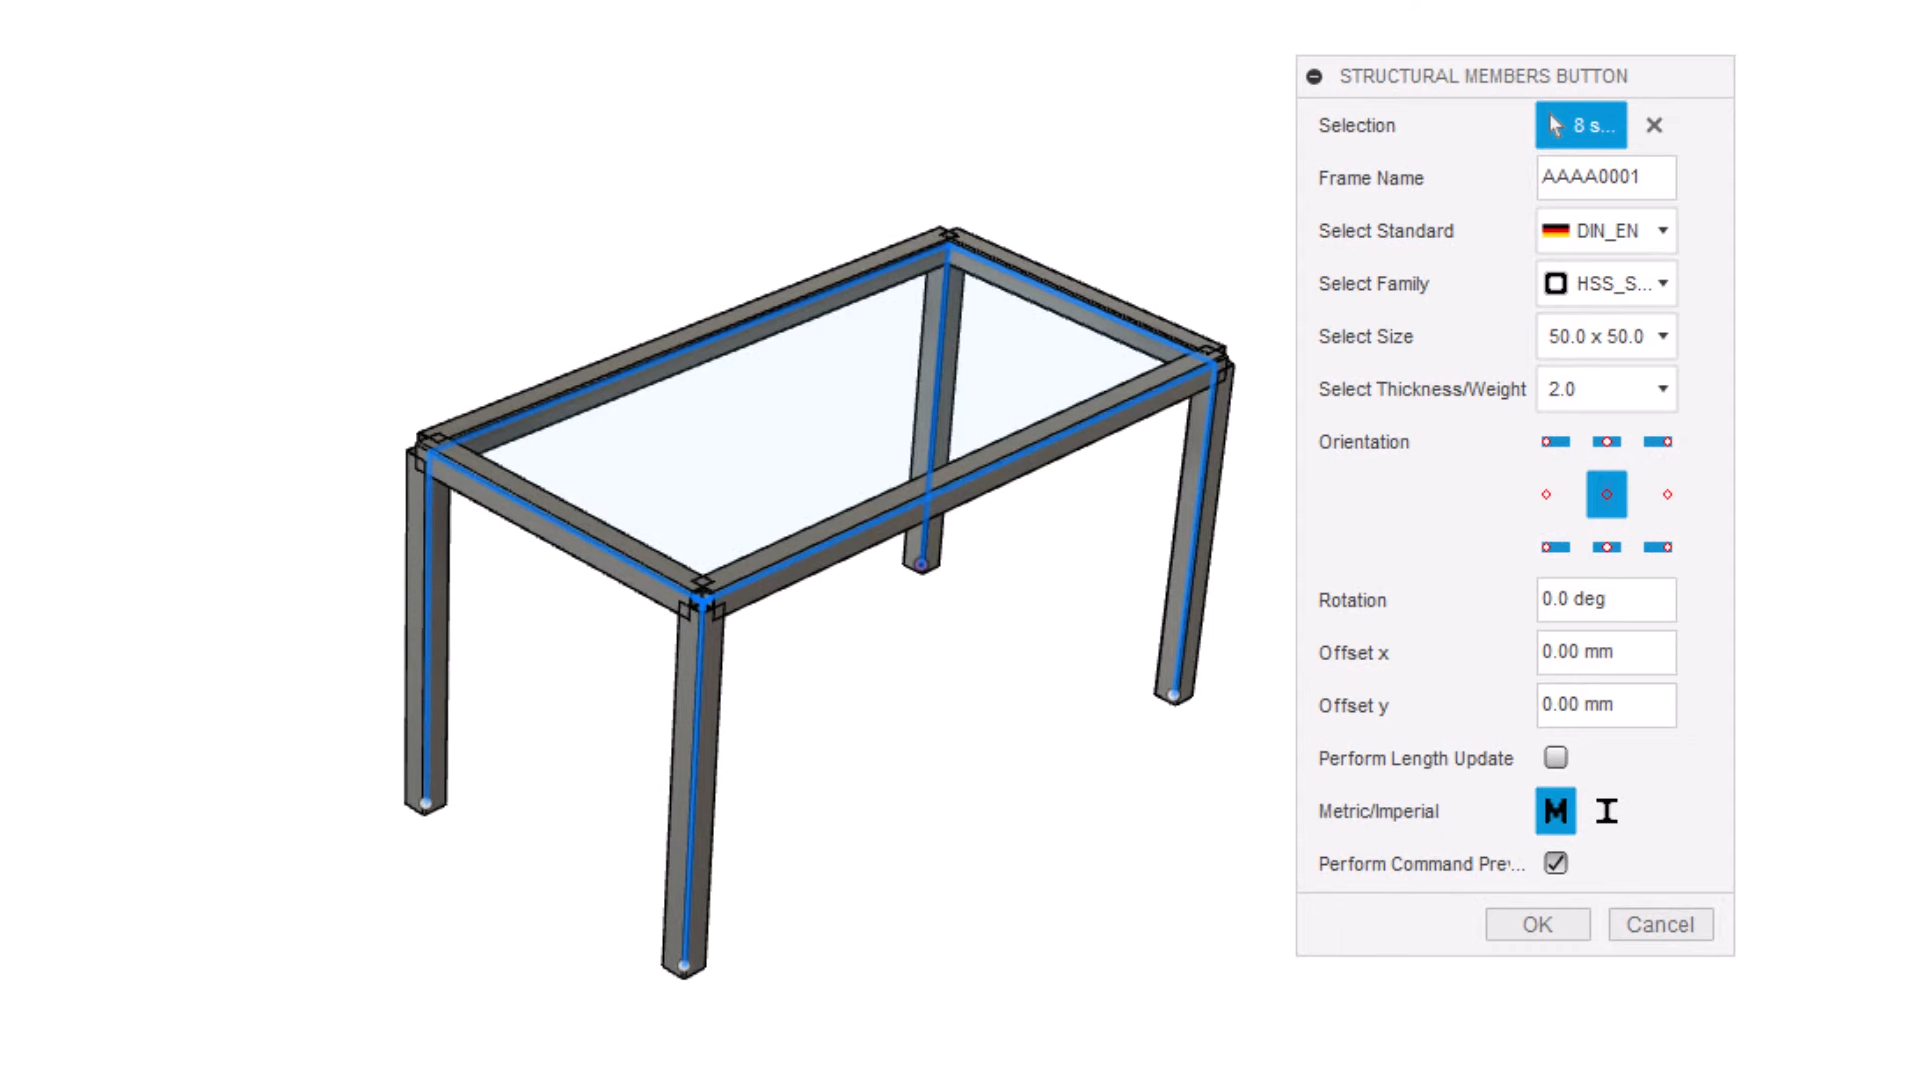 STRUCTURAL MEMBERS BUTTON
Selection 8 s...
Frame Name AAAA0001
Select Standard DIN_EN
Select Family HSS_S...
Select Size 50.0 x 50.0
Select Thickness/Weight 2.0
Orientation
Rotation 0.0 deg
Offset x 0.00 mm
Offset y 0.00 mm
Perform Length Update
Metric/Imperial M I
Perform Command Pre...
OK Cancel